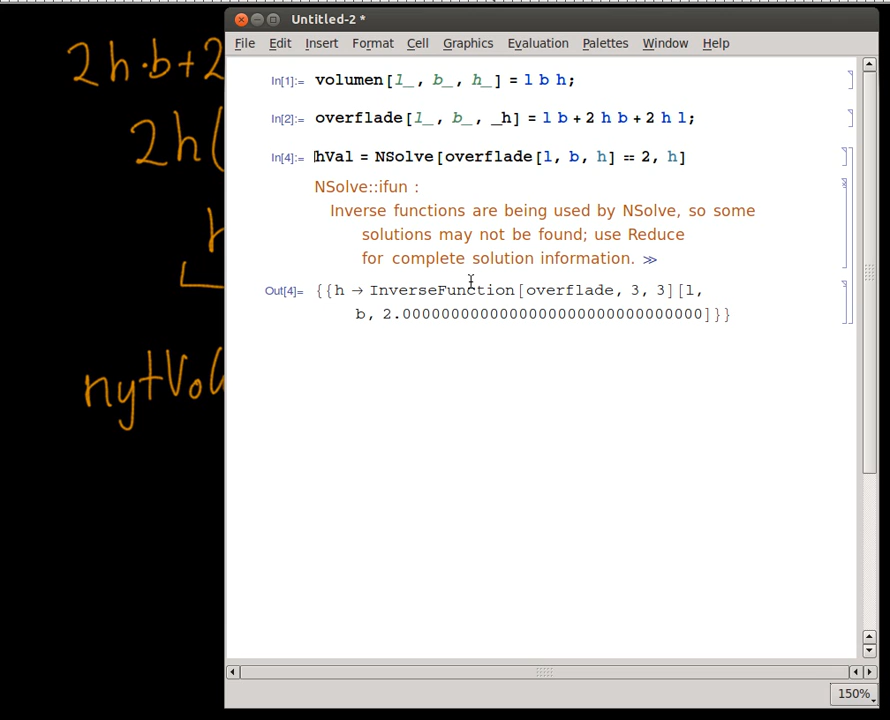 2h·b+2
2h(
h
nytVol
Untitled-2 *
File Edit Insert Format Cell Graphics Evaluation Palettes Window Help
In[1]:= volumen[l_, b_, h_] = l b h;
In[2]:= overflade[l_, b_, _h] = l b + 2 h b + 2 h l;
In[4]:= hVal = NSolve[overflade[l, b, h] == 2, h]
NSolve::ifun :
Inverse functions are being used by NSolve, so some
solutions may not be found; use Reduce
for complete solution information. ≫
Out[4]= {{h → InverseFunction[overflade, 3, 3][l,
b, 2.00000000000000000000000000000000]}}
150%